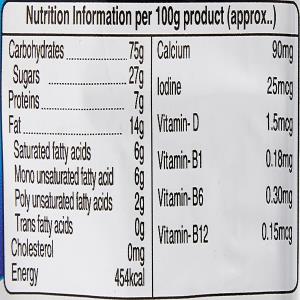 Nutrition Information per 100g product (approx..)
Carbohydrates 75g
Sugars 27g
Proteins 7g
Fat 14g
Saturated fatty acids 6g
Mono unsaturated fatty acid 6g
Poly unsaturated fatty acids 2g
Trans fatty acids 0g
Cholesterol 0mg
Energy 454kcal
Calcium 90mg
Iodine 25mcg
Vitamin-D 1.5mcg
Vitamin-B1 0.18mg
Vitamin-B6 0.30mg
Vitamin-B12 0.15mcg